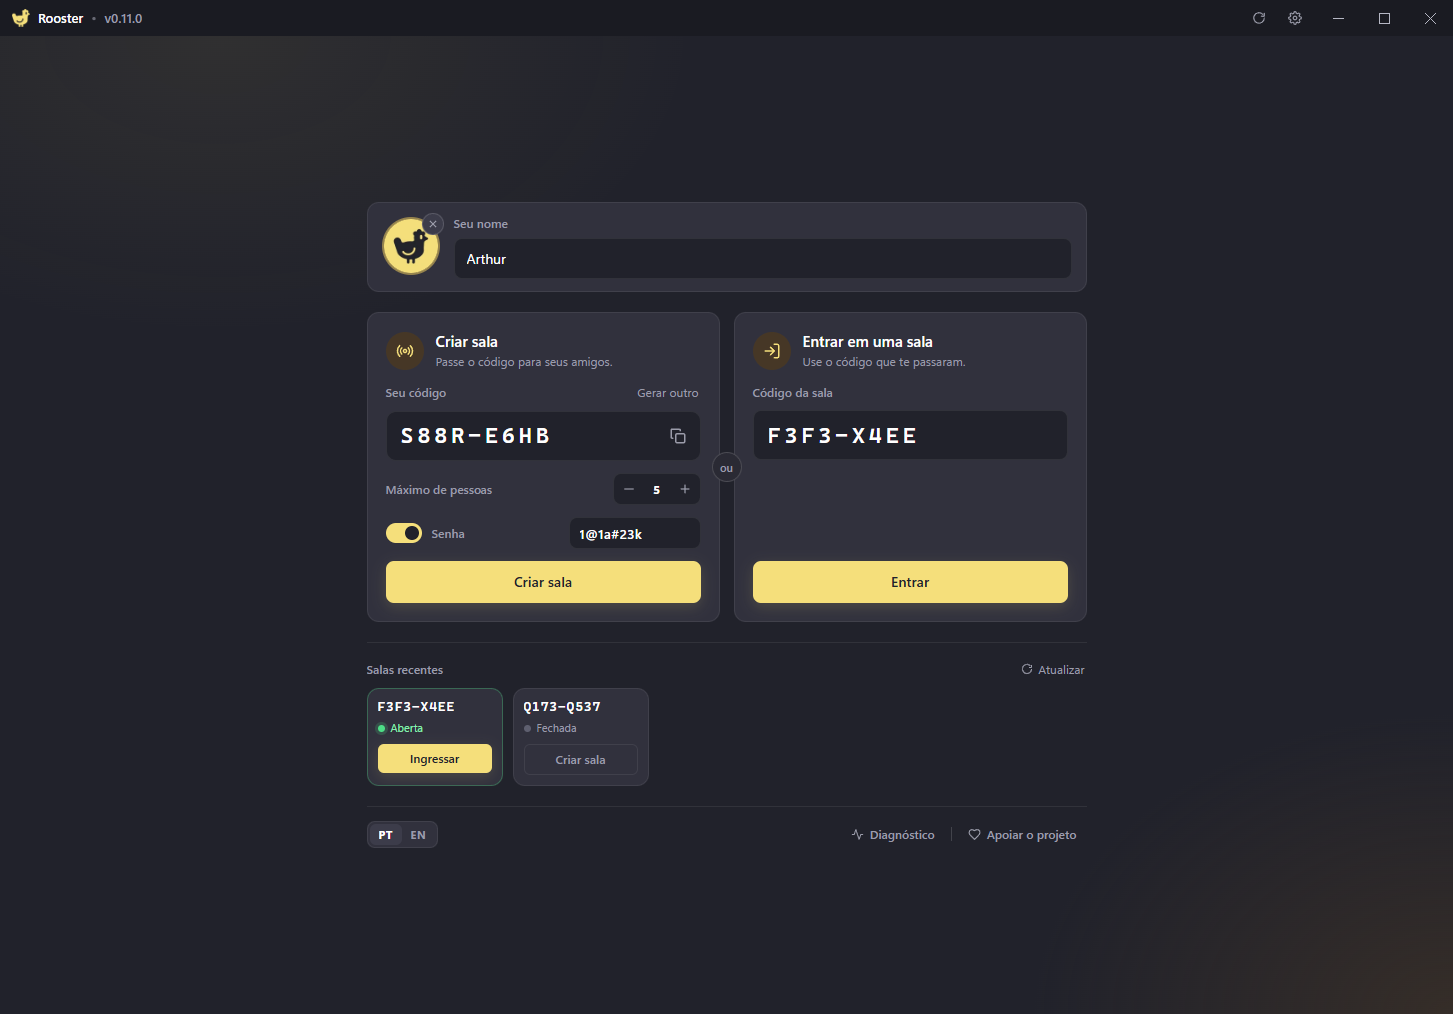 Rooster • v0.11.0
Seu nome
Arthur
Criar sala
Passe o código para seus amigos.
Seu código
Gerar outro
S88R-E6HB
Máximo de pessoas
5
Senha
1@1a#23k
Criar sala
ou
Entrar em uma sala
Use o código que te passaram.
Código da sala
F3F3-X4EE
Entrar
Salas recentes
Atualizar
F3F3-X4EE
Aberta
Ingressar
Q173-Q537
Fechada
Criar sala
PT EN
Diagnóstico
Apoiar o projeto